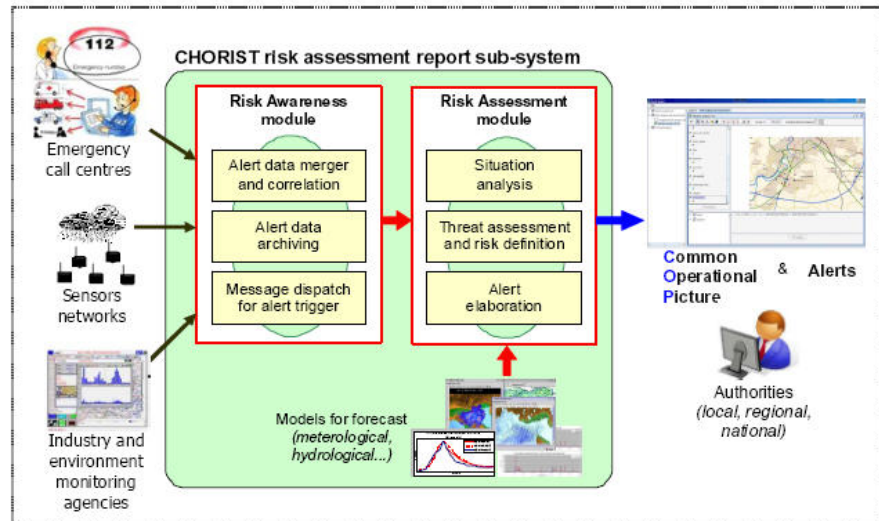 CHORIST risk assessment report sub-system
112
Emergency number
Emergency
call centres
Sensors
networks
Industry and
environment
monitoring
agencies
Risk Awareness
module
Alert data merger
and correlation
Alert data
archiving
Message dispatch
for alert trigger
Risk Assessment
module
Situation
analysis
Threat assessment
and risk definition
Alert
elaboration
Models for forecast
(meterological,
hydrological...)
Common
Operational & Alerts
Picture
Authorities
(local, regional,
national)